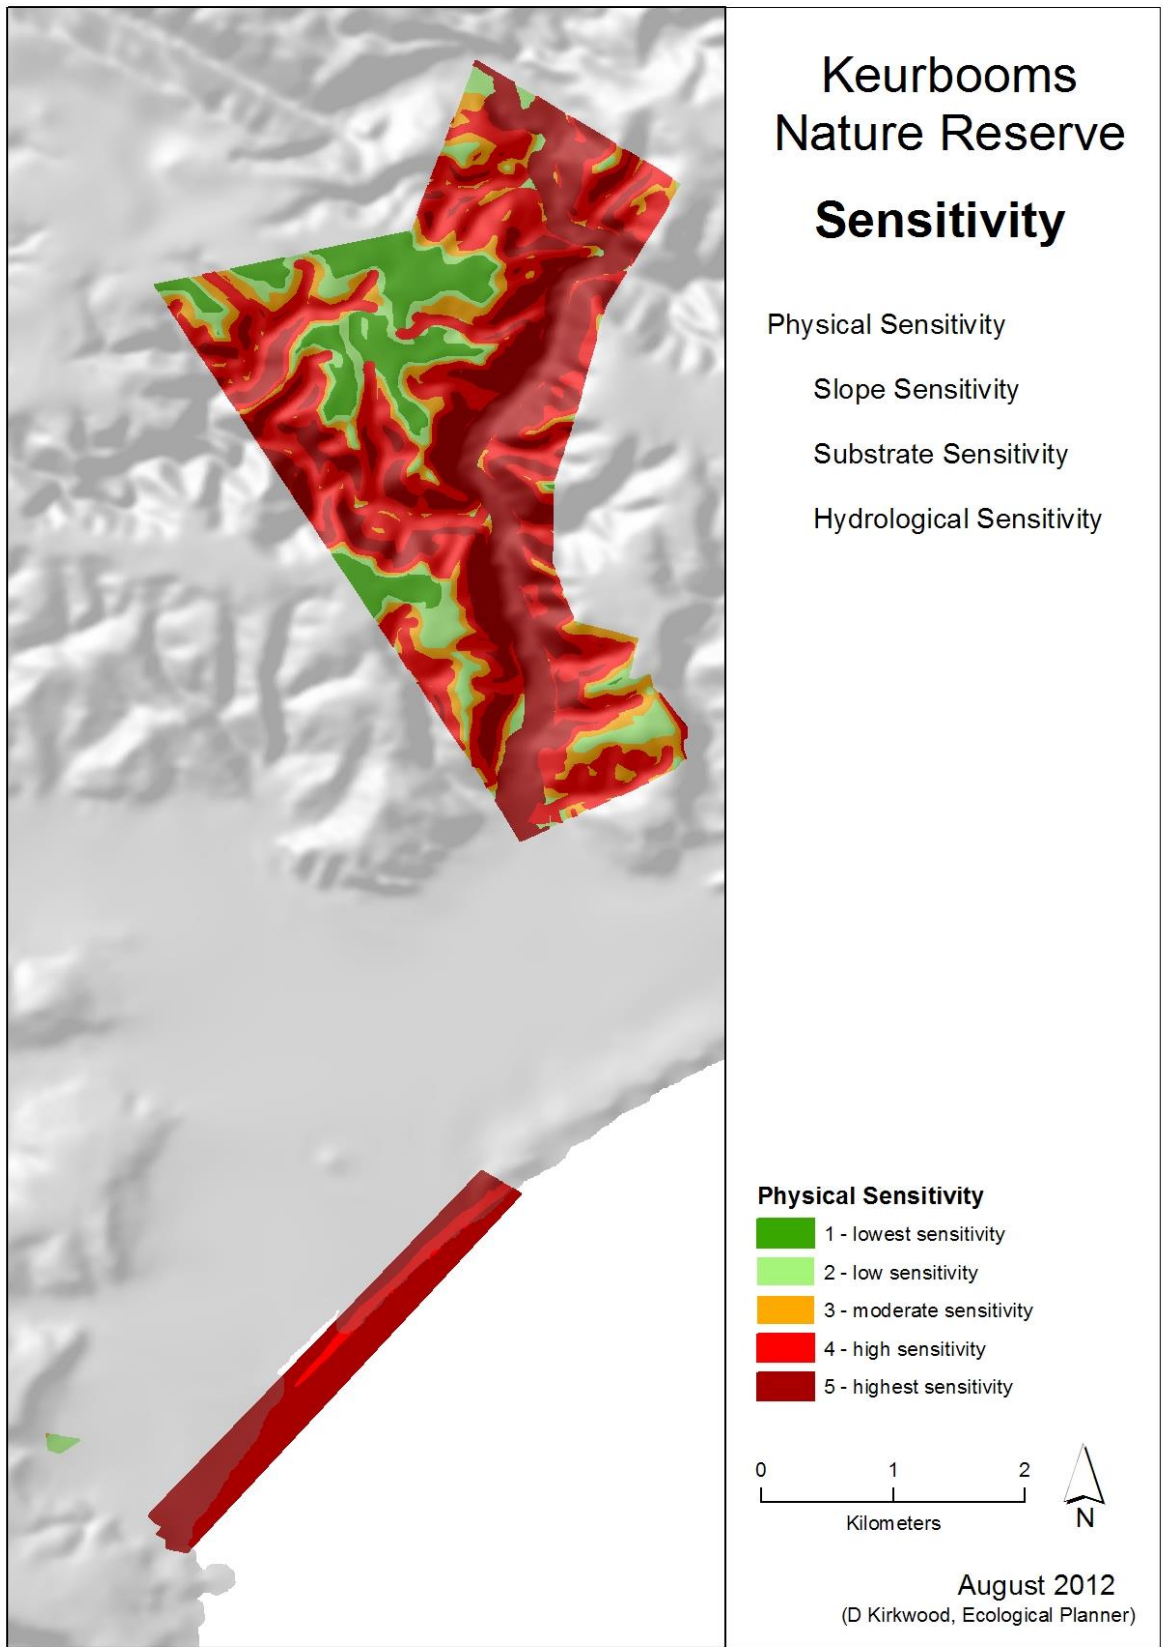 Keurbooms
Nature Reserve
Sensitivity
Physical Sensitivity
Slope Sensitivity
Substrate Sensitivity
Hydrological Sensitivity
Physical Sensitivity
1 - lowest sensitivity
2 - low sensitivity
3 - moderate sensitivity
4 - high sensitivity
5 - highest sensitivity
0 1 2
Kilometers
N
August 2012
(D Kirkwood, Ecological Planner)